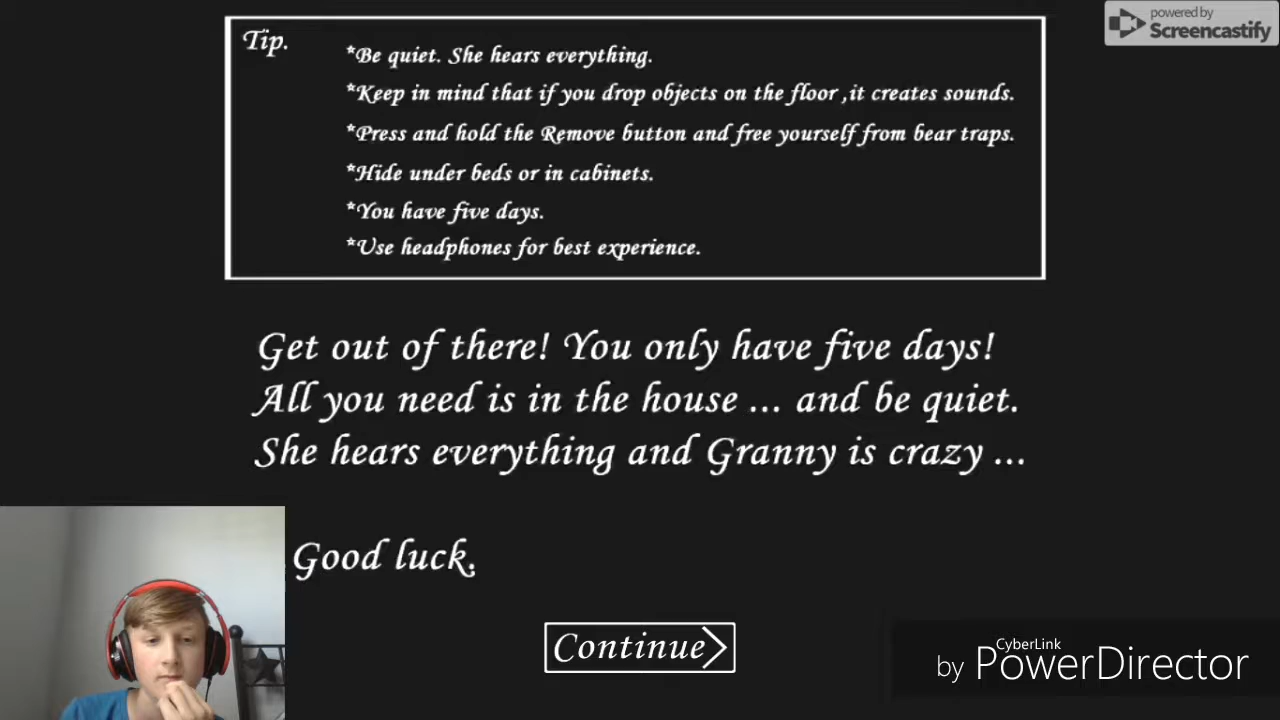 powered by
Screencastify
Tip.
*Be quiet. She hears everything.
*Keep in mind that if you drop objects on the floor ,it creates sounds.
*Press and hold the Remove button and free yourself from bear traps.
*Hide under beds or in cabinets.
*You have five days.
*Use headphones for best experience.
Get out of there! You only have five days!
All you need is in the house ... and be quiet.
She hears everything and Granny is crazy ...
Good luck.
Continue
CyberLink
by PowerDirector